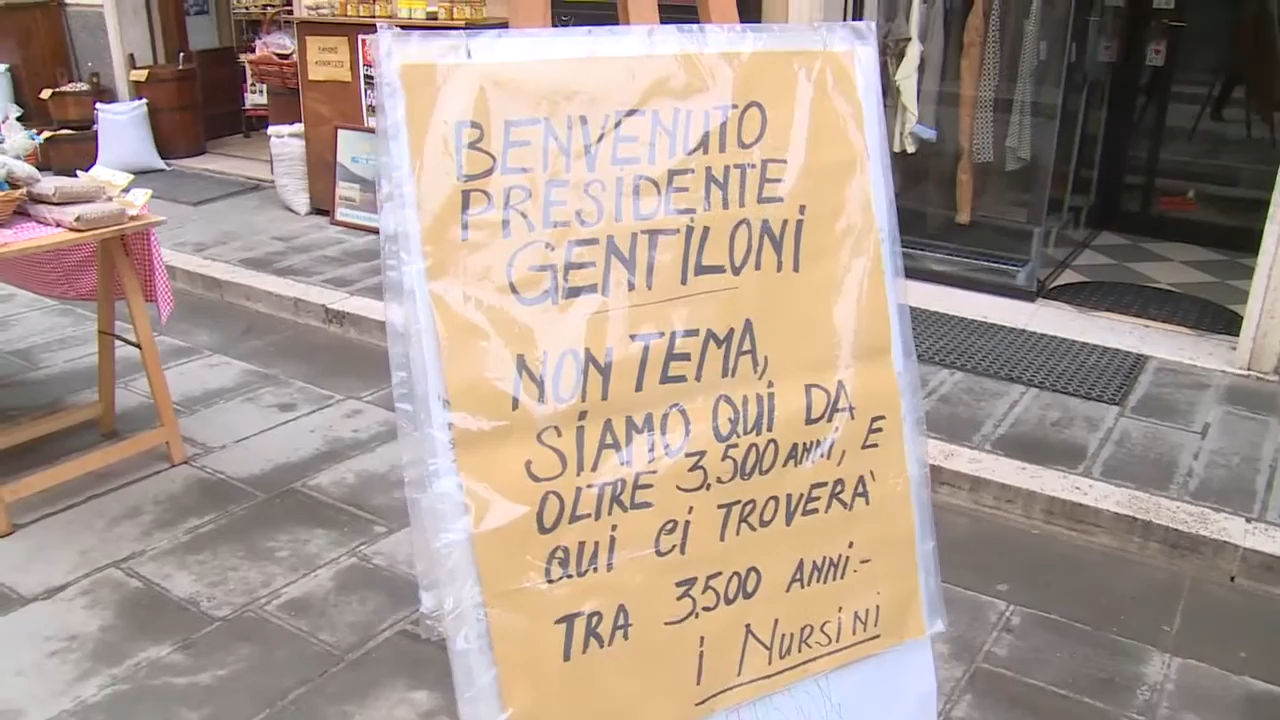 BENVENUTO
PRESIDENTE
GENTILONI
NON TEMA,
SIAMO QUI DA
OLTRE 3.500 ANNI, E
QUI CI TROVERÀ
TRA 3.500 ANNI.-
I NURSINI